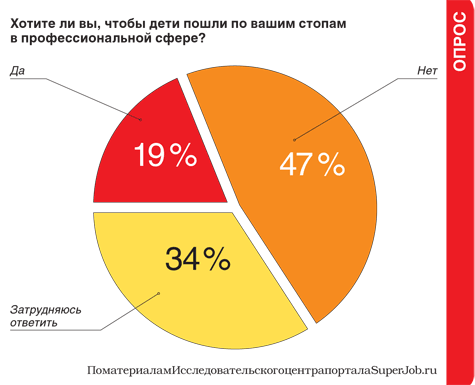 Хотите ли вы, чтобы дети пошли по вашим стопам
в профессиональной сфере?
ОПРОС
Да
Нет
19%
47%
34%
Затрудняюсь
ответить
ПоматериаламИсследовательскогоцентрапорталаSuperJob.ru